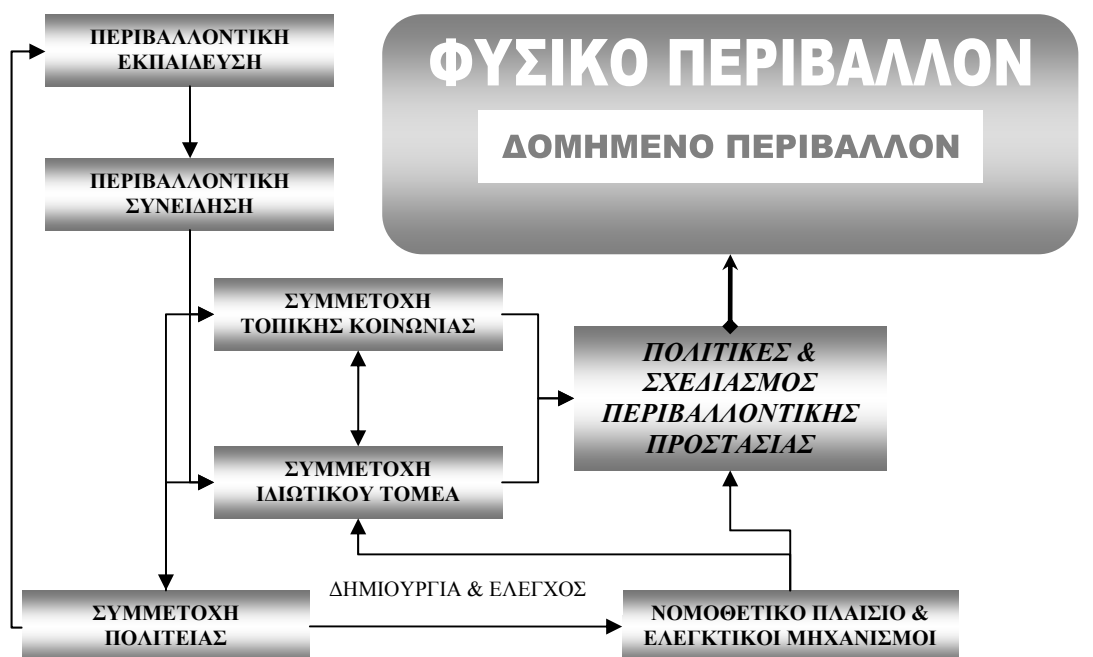 ΠΕΡΙΒΑΛΛΟΝΤΙΚΗ
ΕΚΠΑΙΔΕΥΣΗ
ΦΥΣΙΚΟ ΠΕΡΙΒΑΛΛΟΝ
ΔΟΜΗΜΕΝΟ ΠΕΡΙΒΑΛΛΟΝ
ΠΕΡΙΒΑΛΛΟΝΤΙΚΗ
ΣΥΝΕΙΔΗΣΗ
ΣΥΜΜΕΤΟΧΗ
ΤΟΠΙΚΗΣ ΚΟΙΝΩΝΙΑΣ
ΠΟΛΙΤΙΚΕΣ &
ΣΧΕΔΙΑΣΜΟΣ
ΠΕΡΙΒΑΛΛΟΝΤΙΚΗΣ
ΠΡΟΣΤΑΣΙΑΣ
ΣΥΜΜΕΤΟΧΗ
ΙΔΙΩΤΙΚΟΥ ΤΟΜΕΑ
ΔΗΜΙΟΥΡΓΙΑ & ΕΛΕΓΧΟΣ
ΣΥΜΜΕΤΟΧΗ
ΠΟΛΙΤΕΙΑΣ
ΝΟΜΟΘΕΤΙΚΟ ΠΛΑΙΣΙΟ &
ΕΛΕΓΚΤΙΚΟΙ ΜΗΧΑΝΙΣΜΟΙ